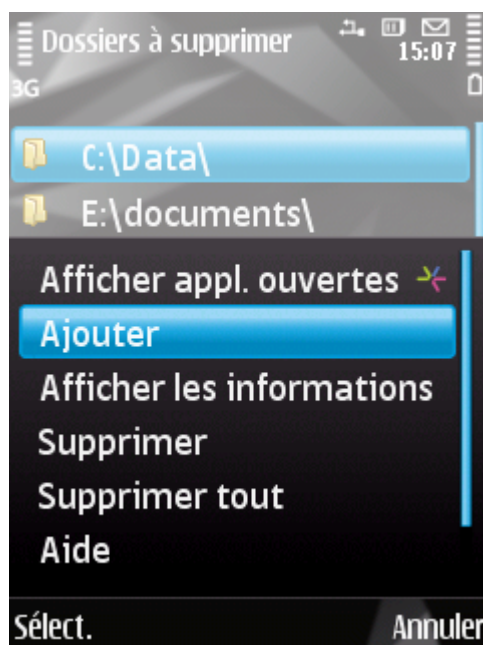 Dossiers à supprimer
15:07
3G
C:\Data\
E:\documents\
Afficher appl. ouvertes
Ajouter
Afficher les informations
Supprimer
Supprimer tout
Aide
Sélect. Annuler